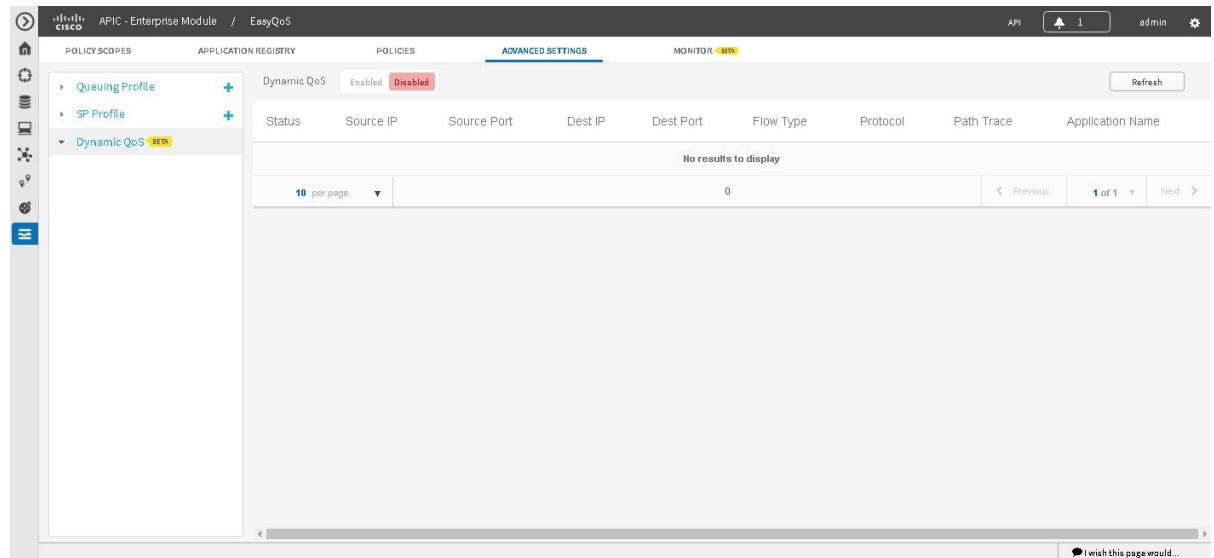 cisco APIC - Enterprise Module / EasyQoS API 1 admin
POLICY SCOPES APPLICATION REGISTRY POLICIES ADVANCED SETTINGS MONITOR BETA
Queuing Profile
SP Profile
Dynamic QoS BETA
Dynamic QoS Enabled Disabled Refresh
Status Source IP Source Port Dest IP Dest Port Flow Type Protocol Path Trace Application Name
No results to display
10 per page 0 Previous 1 of 1 Next
I wish this page would...